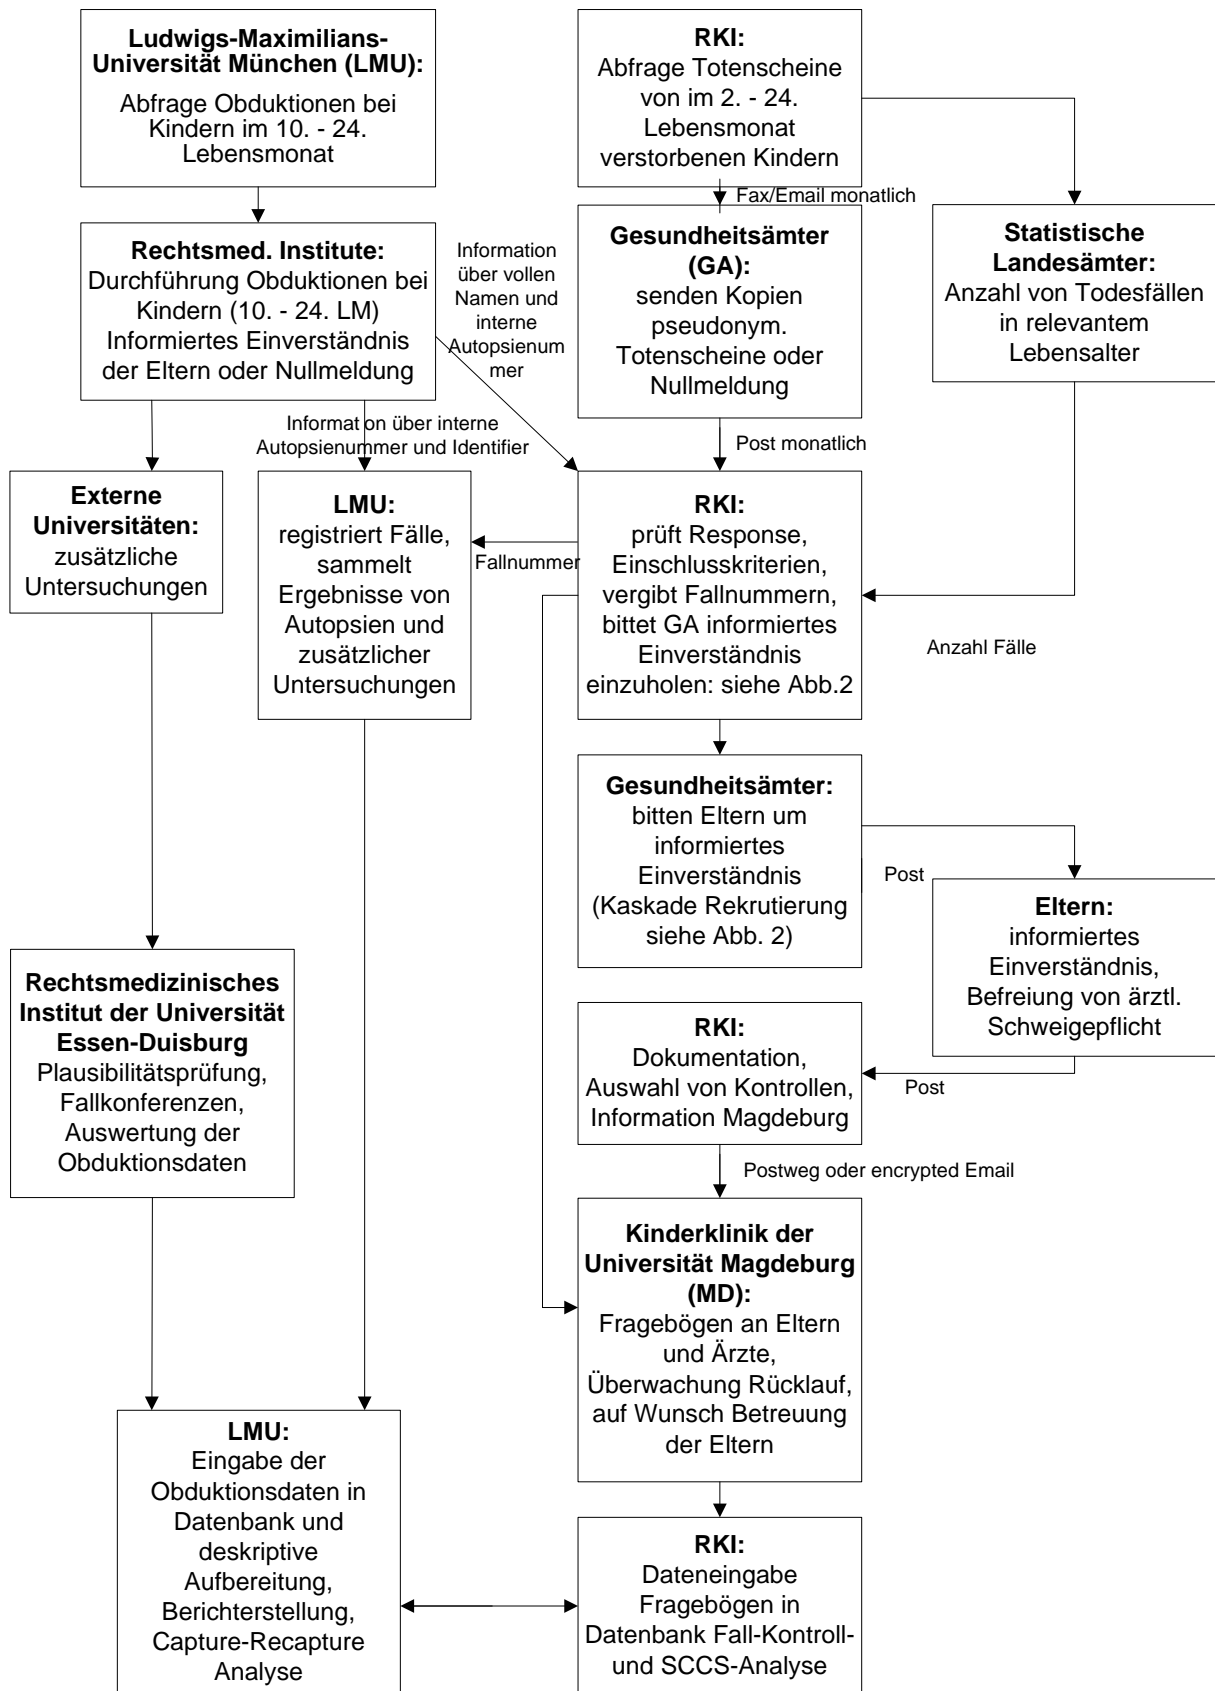 Ludwigs-Maximilians-
Universität München (LMU):
Abfrage Obduktionen bei
Kindern im 10. - 24.
Lebensmonat
RKI:
Abfrage Totenscheine
von im 2. - 24.
Lebensmonat
verstorbenen Kindern
Fax/Email monatlich
Rechtsmed. Institute:
Durchführung Obduktionen bei
Kindern (10. - 24. LM)
Informiertes Einverständnis
der Eltern oder Nullmeldung
Information
über vollen
Namen und
interne
Autopsienum
mer
Gesundheitsämter
(GA):
senden Kopien
pseudonym.
Totenscheine oder
Nullmeldung
Statistische
Landesämter:
Anzahl von Todesfällen
in relevantem
Lebensalter
Informat on über interne
Autopsienummer und Identifier
Post monatlich
Externe
Universitäten:
zusätzliche
Untersuchungen
LMU:
registriert Fälle,
sammelt
Ergebnisse von
Autopsien und
zusätzlicher
Untersuchungen
Fallnummer
RKI:
prüft Response,
Einschlusskriterien,
vergibt Fallnummern,
bittet GA informiertes
Einverständnis
einzuholen: siehe Abb.2
Anzahl Fälle
Gesundheitsämter:
bitten Eltern um
informiertes
Einverständnis
(Kaskade Rekrutierung
siehe Abb. 2)
Post
Eltern:
informiertes
Einverständnis,
Befreiung von ärztl.
Schweigepflicht
Rechtsmedizinisches
Institut der Universität
Essen-Duisburg
Plausibilitätsprüfung,
Fallkonferenzen,
Auswertung der
Obduktionsdaten
RKI:
Dokumentation,
Auswahl von Kontrollen,
Information Magdeburg
Post
Postweg oder encrypted Email
Kinderklinik der
Universität Magdeburg
(MD):
Fragebögen an Eltern
und Ärzte,
Überwachung Rücklauf,
auf Wunsch Betreuung
der Eltern
LMU:
Eingabe der
Obduktionsdaten in
Datenbank und
deskriptive
Aufbereitung,
Berichterstellung,
Capture-Recapture
Analyse
RKI:
Dateneingabe
Fragebögen in
Datenbank Fall-Kontroll-
und SCCS-Analyse